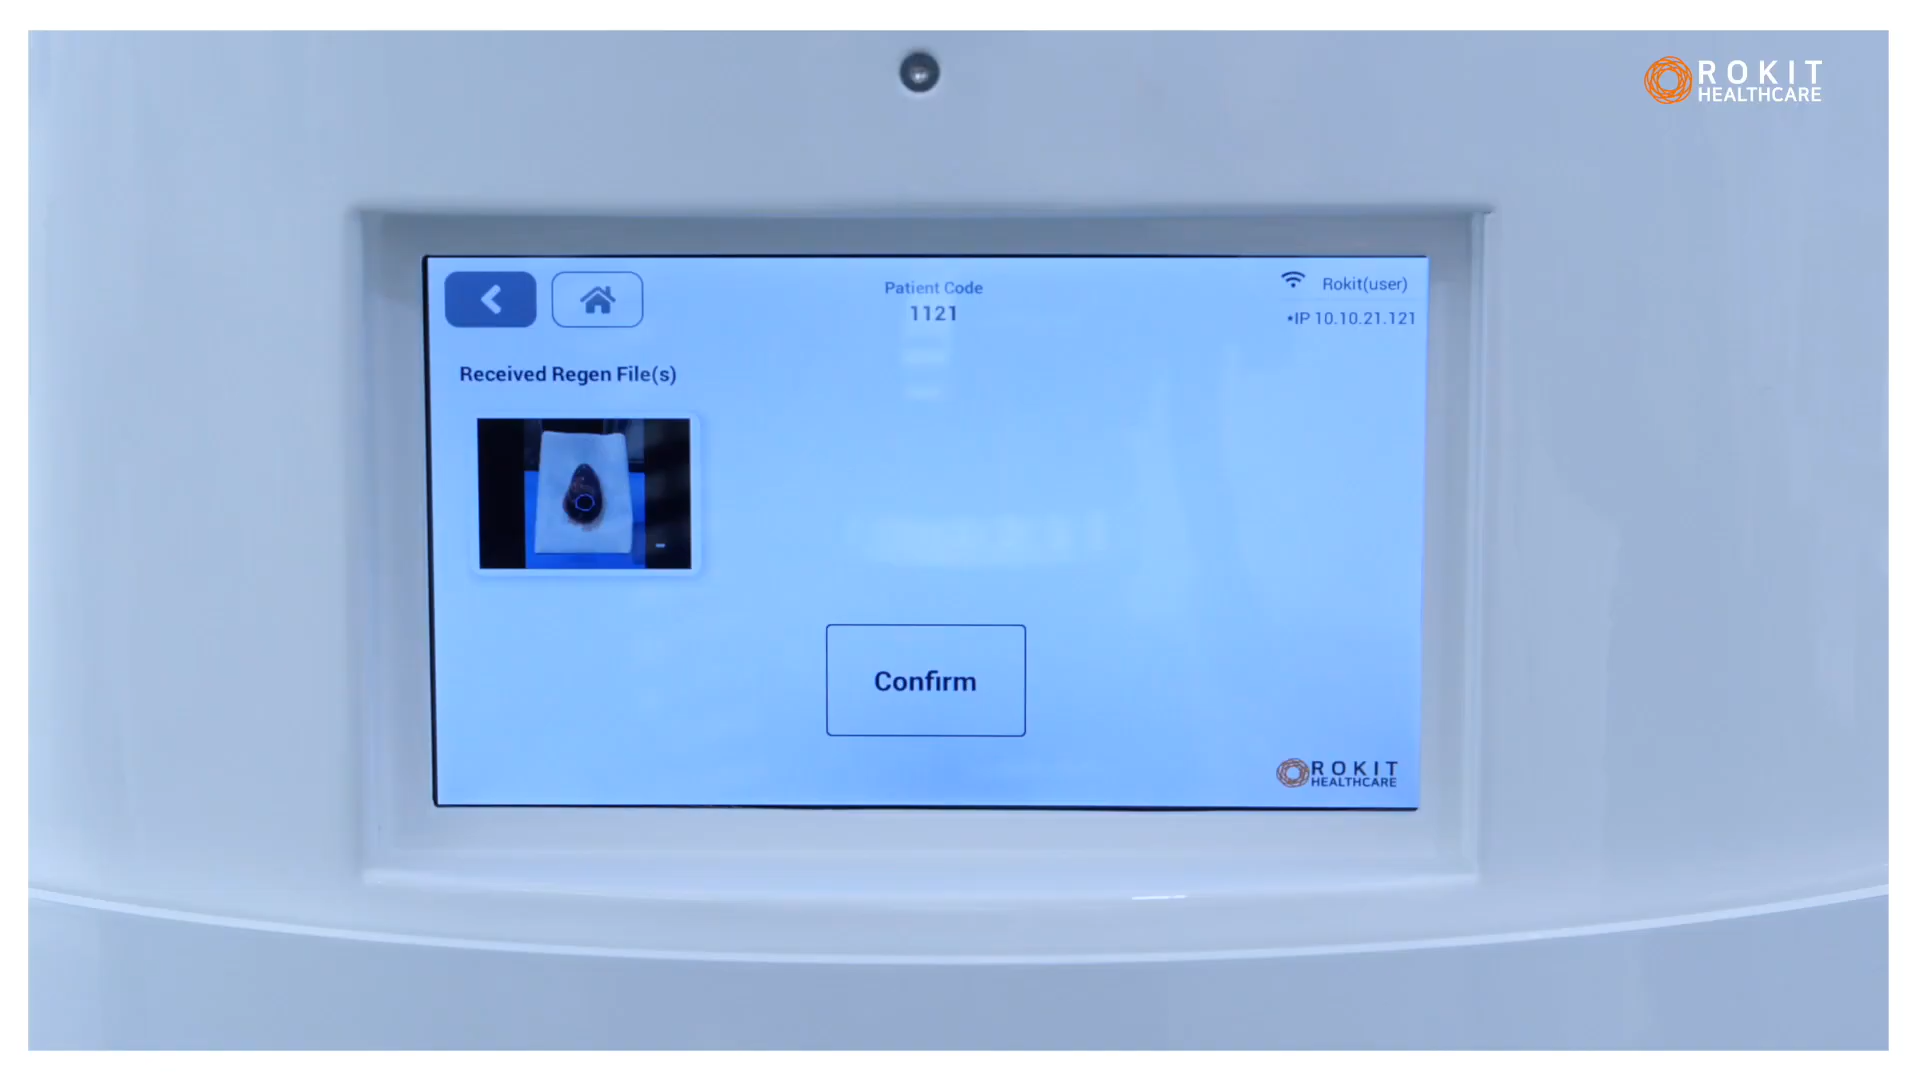 ROKIT
HEALTHCARE
Patient Code
1121
Rokit(user)
•IP 10.10.21.121
Received Regen File(s)
Confirm
ROKIT
HEALTHCARE